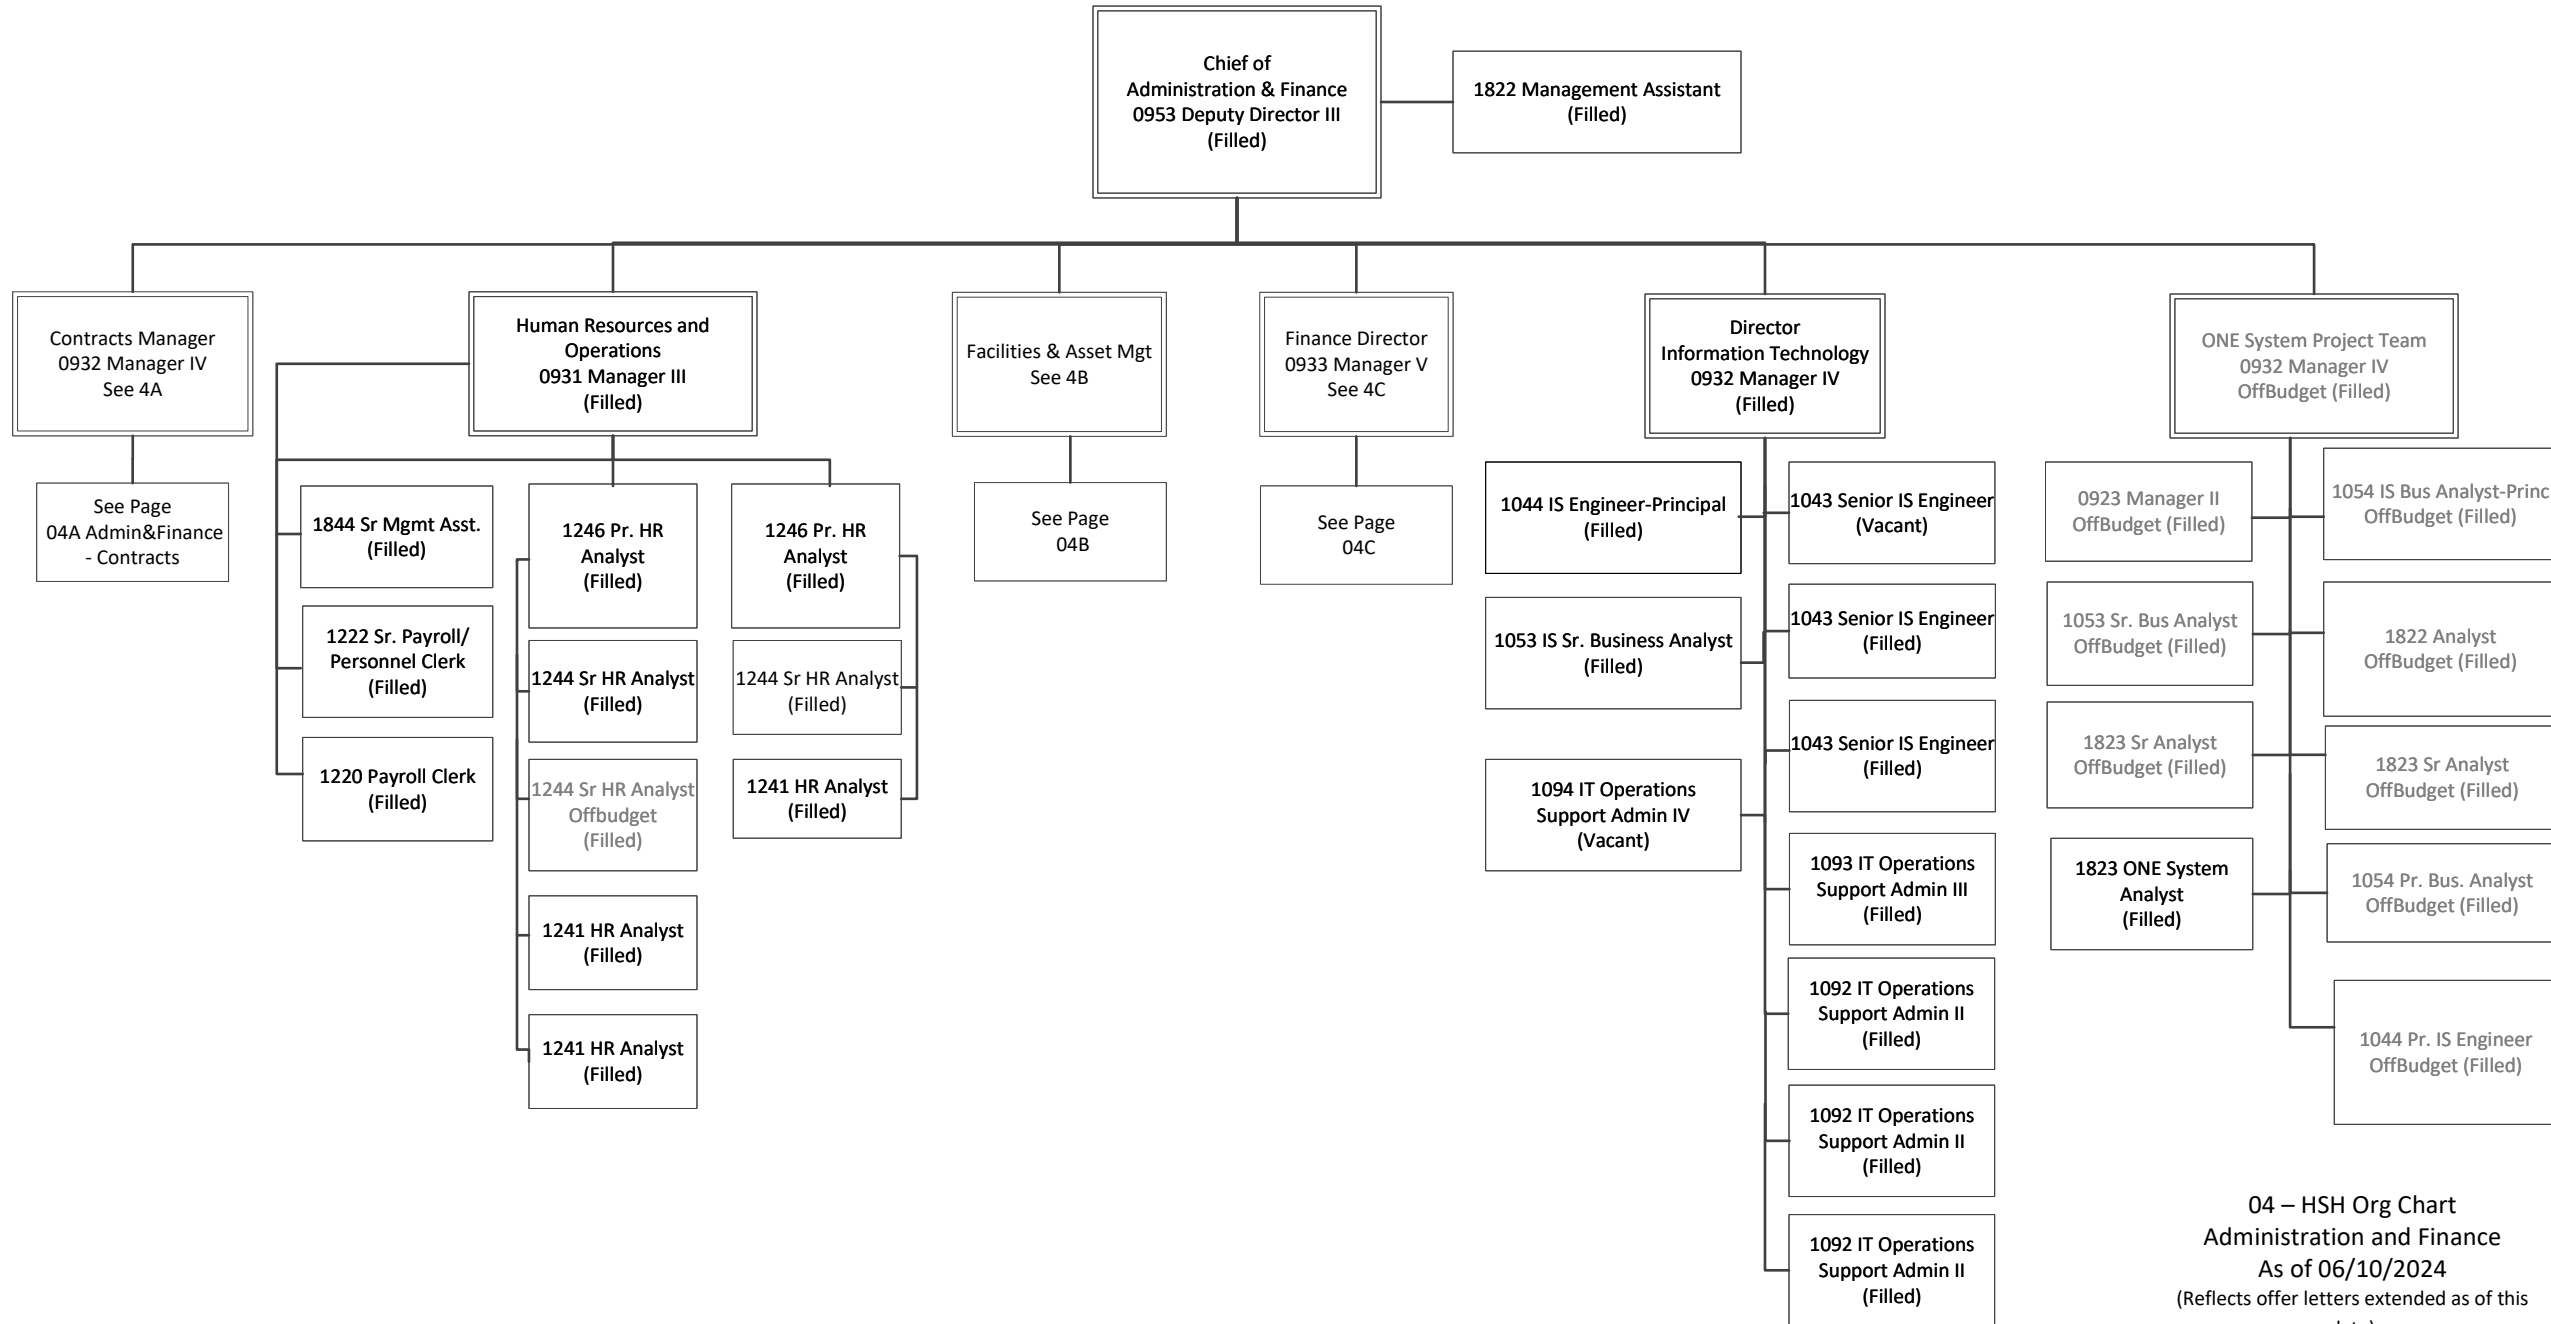 Chief of
Administration & Finance
0953 Deputy Director III
(Filled)
1822 Management Assistant
(Filled)
Contracts Manager
0932 Manager IV
See 4A
See Page
04A Admin&Finance
- Contracts
Human Resources and
Operations
0931 Manager III
(Filled)
1844 Sr Mgmt Asst.
(Filled)
1222 Sr. Payroll/
Personnel Clerk
(Filled)
1220 Payroll Clerk
(Filled)
1246 Pr. HR
Analyst
(Filled)
1244 Sr HR Analyst
(Filled)
1244 Sr HR Analyst
Offbudget
(Filled)
1241 HR Analyst
(Filled)
1241 HR Analyst
(Filled)
1246 Pr. HR
Analyst
(Filled)
1244 Sr HR Analyst
(Filled)
1241 HR Analyst
(Filled)
Facilities & Asset Mgt
See 4B
See Page
04B
Finance Director
0933 Manager V
See 4C
See Page
04C
Director
Information Technology
0932 Manager IV
(Filled)
1044 IS Engineer-Principal
(Filled)
1053 IS Sr. Business Analyst
(Filled)
1094 IT Operations
Support Admin IV
(Vacant)
1043 Senior IS Engineer
(Vacant)
1043 Senior IS Engineer
(Filled)
1043 Senior IS Engineer
(Filled)
1093 IT Operations
Support Admin III
(Filled)
1092 IT Operations
Support Admin II
(Filled)
1092 IT Operations
Support Admin II
(Filled)
1092 IT Operations
Support Admin II
(Filled)
ONE System Project Team
0932 Manager IV
OffBudget (Filled)
0923 Manager II
OffBudget (Filled)
1053 Sr. Bus Analyst
OffBudget (Filled)
1823 Sr Analyst
OffBudget (Filled)
1823 ONE System
Analyst
(Filled)
1054 IS Bus Analyst-Princ
OffBudget (Filled)
1822 Analyst
OffBudget (Filled)
1823 Sr Analyst
OffBudget (Filled)
1054 Pr. Bus. Analyst
OffBudget (Filled)
1044 Pr. IS Engineer
OffBudget (Filled)
04 – HSH Org Chart
Administration and Finance
As of 06/10/2024
(Reflects offer letters extended as of this